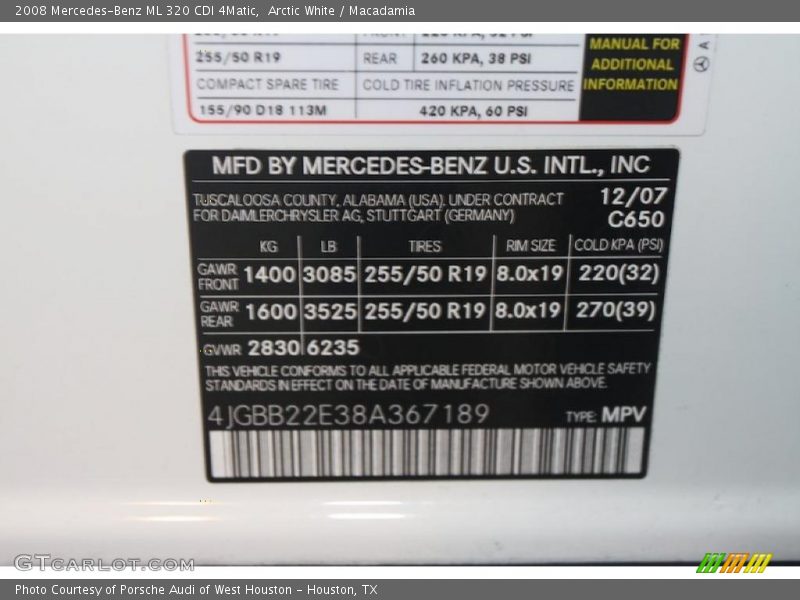 2008 Mercedes-Benz ML 320 CDI 4Matic, Arctic White / Macadamia
MANUAL FOR
255/50 R19 REAR 260 KPA, 38 PSI ADDITIONAL
COMPACT SPARE TIRE COLD TIRE INFLATION PRESSURE INFORMATION
155/90 D18 113M 420 KPA, 60 PSI
MFD BY MERCEDES-BENZ U.S. INTL., INC
TUSCALOOSA COUNTY, ALABAMA (USA). UNDER CONTRACT 12/07
FOR DAIMLERCHRYSLER AG, STUTTGART (GERMANY) C650
KG LB TIRES RIM SIZE COLD KPA (PSI)
GAWR FRONT 1400 3085 255/50 R19 8.0x19 220(32)
GAWR REAR 1600 3525 255/50 R19 8.0x19 270(39)
GVWR 2830 6235
THIS VEHICLE CONFORMS TO ALL APPLICABLE FEDERAL MOTOR VEHICLE SAFETY
STANDARDS IN EFFECT ON THE DATE OF MANUFACTURE SHOWN ABOVE.
4JGBB22E38A367189 TYPE: MPV
GTCARLOT.COM
Photo Courtesy of Porsche Audi of West Houston - Houston, TX